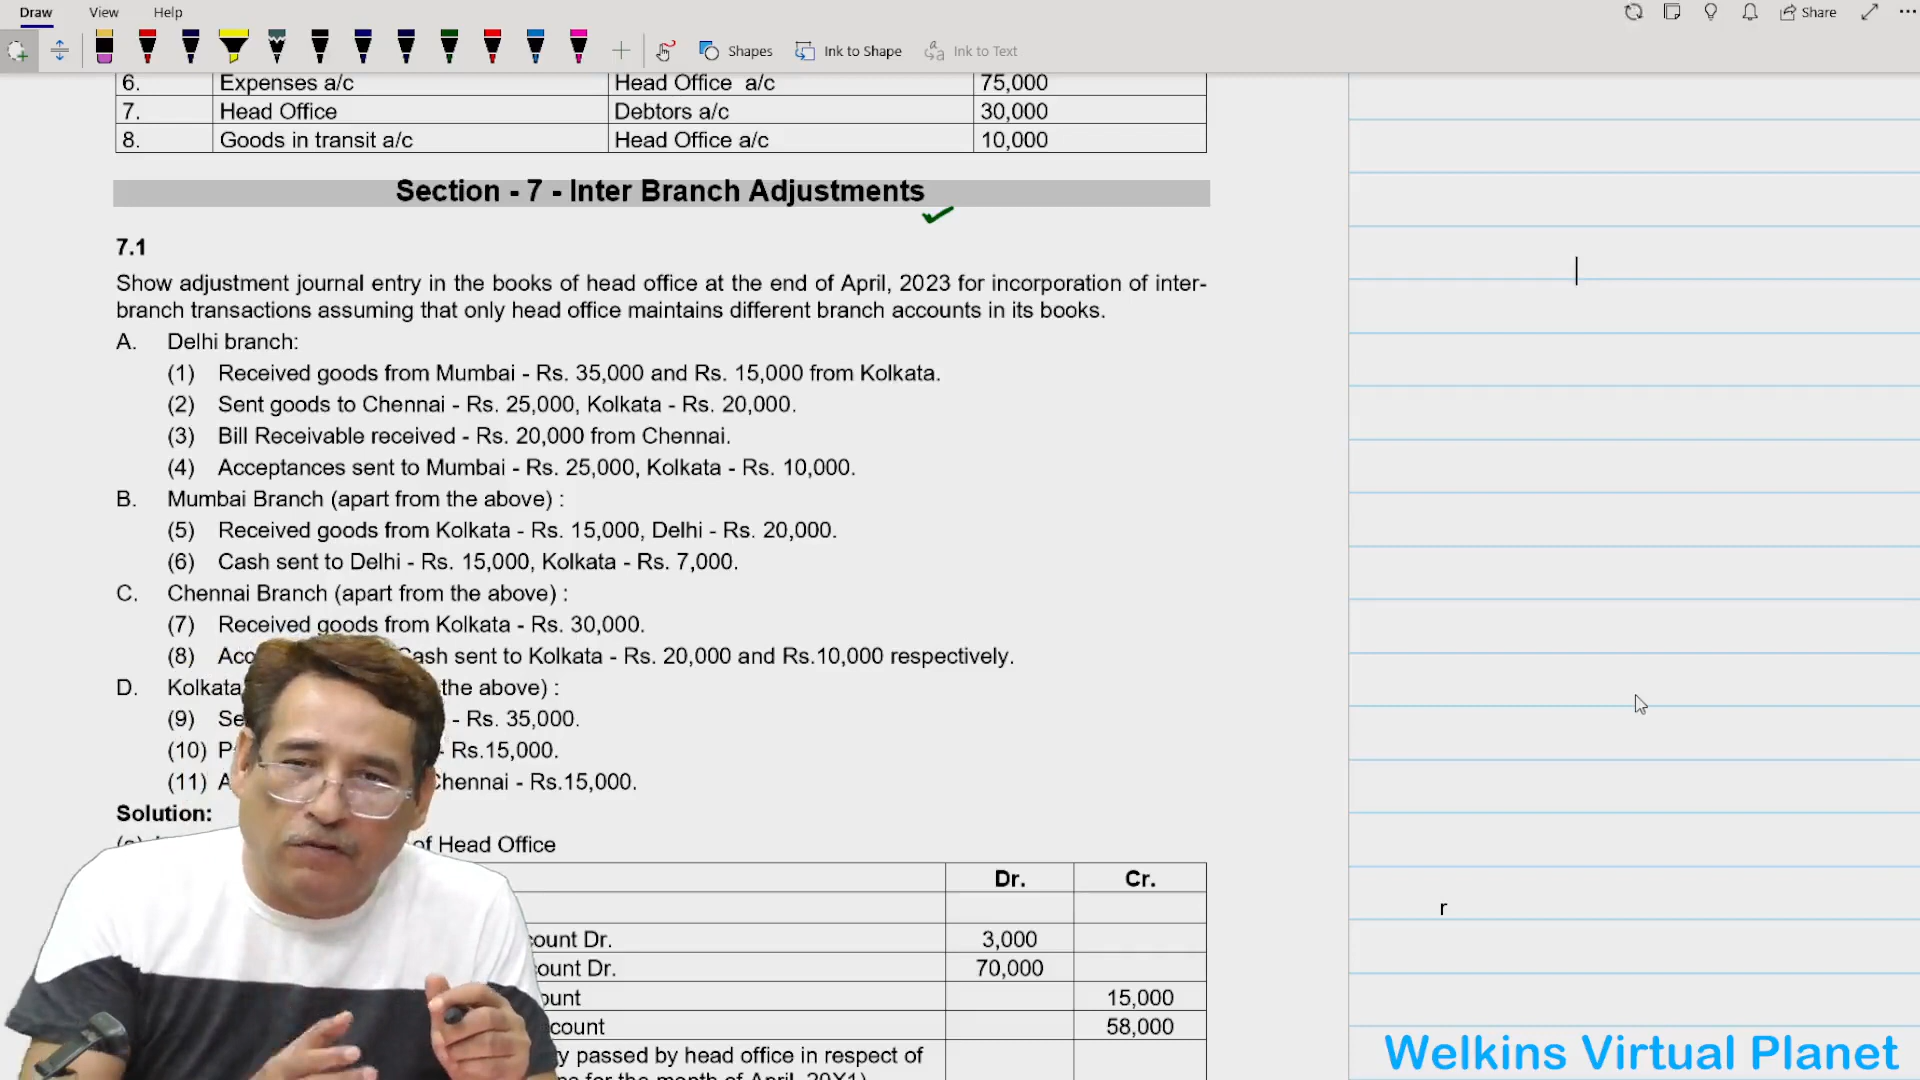 Draw View Help Share
Shapes Ink to Shape Ink to Text
6. Expenses a/c Head Office a/c 75,000
7. Head Office Debtors a/c 30,000
8. Goods in transit a/c Head Office a/c 10,000
Section - 7 - Inter Branch Adjustments
7.1
Show adjustment journal entry in the books of head office at the end of April, 2023 for incorporation of inter-
branch transactions assuming that only head office maintains different branch accounts in its books.
A. Delhi branch:
(1) Received goods from Mumbai - Rs. 35,000 and Rs. 15,000 from Kolkata.
(2) Sent goods to Chennai - Rs. 25,000, Kolkata - Rs. 20,000.
(3) Bill Receivable received - Rs. 20,000 from Chennai.
(4) Acceptances sent to Mumbai - Rs. 25,000, Kolkata - Rs. 10,000.
B. Mumbai Branch (apart from the above) :
(5) Received goods from Kolkata - Rs. 15,000, Delhi - Rs. 20,000.
(6) Cash sent to Delhi - Rs. 15,000, Kolkata - Rs. 7,000.
C. Chennai Branch (apart from the above) :
(7) Received goods from Kolkata - Rs. 30,000.
(8) Cash sent to Kolkata - Rs. 20,000 and Rs.10,000 respectively.
D. Kolkata the above) :
(9) - Rs. 35,000.
(10) - Rs.15,000.
(11) Chennai - Rs.15,000.
Solution:
of Head Office
Dr. Cr.
Dr. 3,000
Dr. 70,000
15,000
58,000
passed by head office in respect of
for the month of April, 20X1)
r
Welkins Virtual Planet